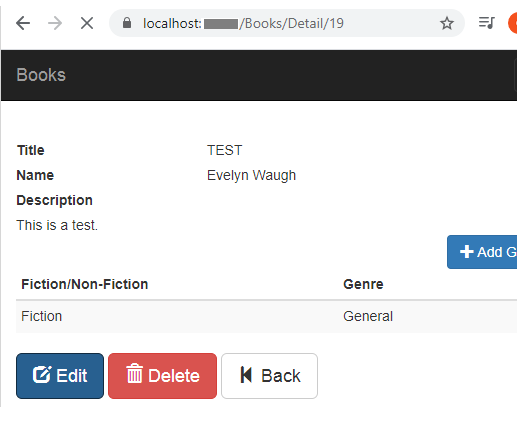 localhost: /Books/Detail/19
Books
Title TEST
Name Evelyn Waugh
Description
This is a test.
Add G
Fiction/Non-Fiction Genre
Fiction General
Edit Delete Back